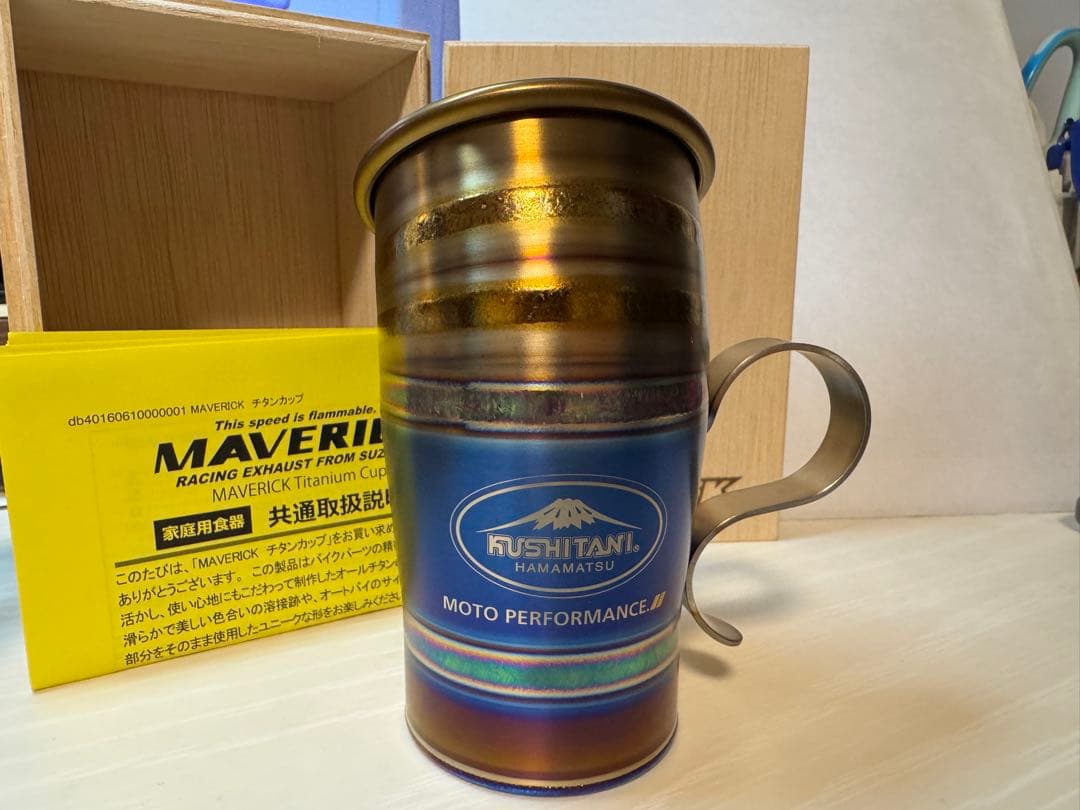 db40160610000001 MAVERICK チタンカップ
This speed is flammable.
RACING EXHAUST FROM
MAVERICK Titanium Cup
家庭用食器 共通取扱説
このたびは、「MAVERICK チタンカップ」をお買い求め
ありがとうございます。この製品はバイクパーツの精
活かし、使い心地にもこだわって制作したオールチタン
滑らかで美しい色合いの溶接跡や、オートバイのサイ
部分をそのまま使用したユニークな形をお楽しみくださ
KUSHITANI®
HAMAMATSU
MOTO PERFORMANCE.